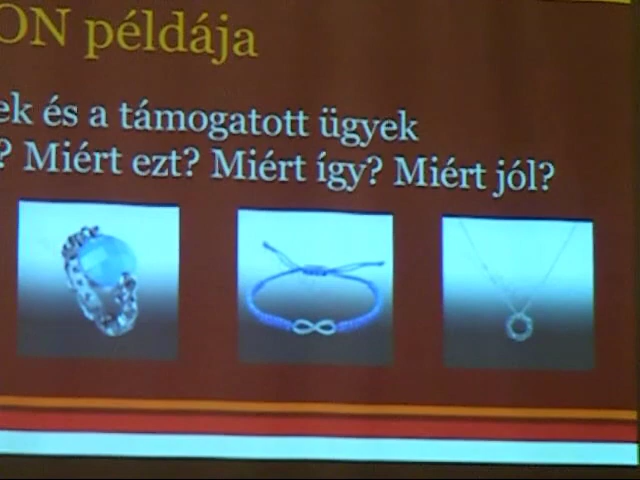 ON példája
ek és a támogatott ügyek
? Miért ezt? Miért így? Miért jól?